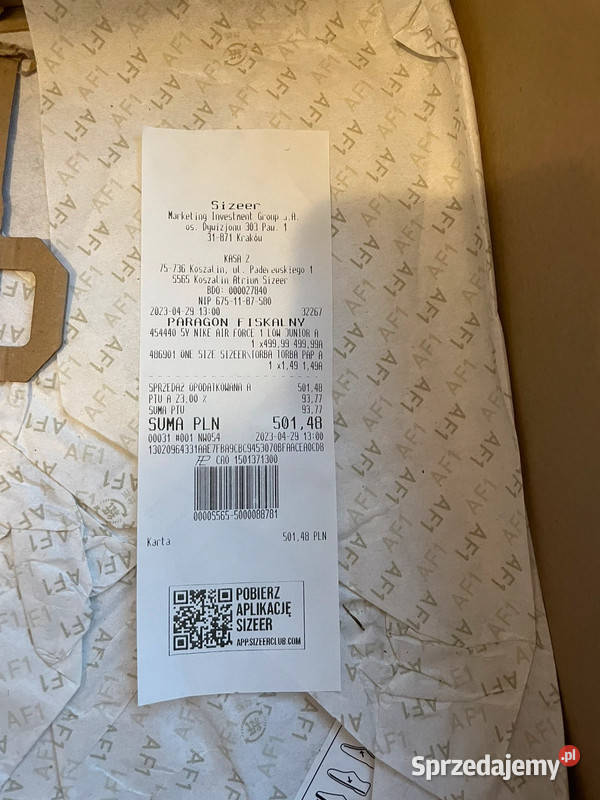 Sizeer
Marketing Investment Group S.A.
os. Dywizjonu 303 Paw. 1
31-871 Kraków
KASA 2
75-736 Koszalin, ul. Paderewskiego 1
5565 Koszalin Atrium Sizeer
BDO: 000027840
NIP 675-11-87-580
2023-04-29 13:00 32267
PARAGON FISKALNY
454440 5Y NIKE AIR FORCE 1 LOW JUNIOR A
1 x499,99 499,99A
486901 ONE SIZE SIZEER\TORBA TORBA PAP A
1 x1,49 1,49A
SPRZEDAŻ OPODATKOWANA A 501,48
PTU A 23,00 % 93,77
SUMA PTU 93,77
SUMA PLN 501,48
00031 #001 NW054 2023-04-29 13:00
13020964331AAE7FBA9CBC9453070BFAACEA0CDB
CAO 1501371300
00005565-5000088781
Karta 501,48 PLN
POBIERZ
APLIKACJĘ
SIZEER
APP.SIZEERCLUB.COM
AF1
Sprzedajemy.pl